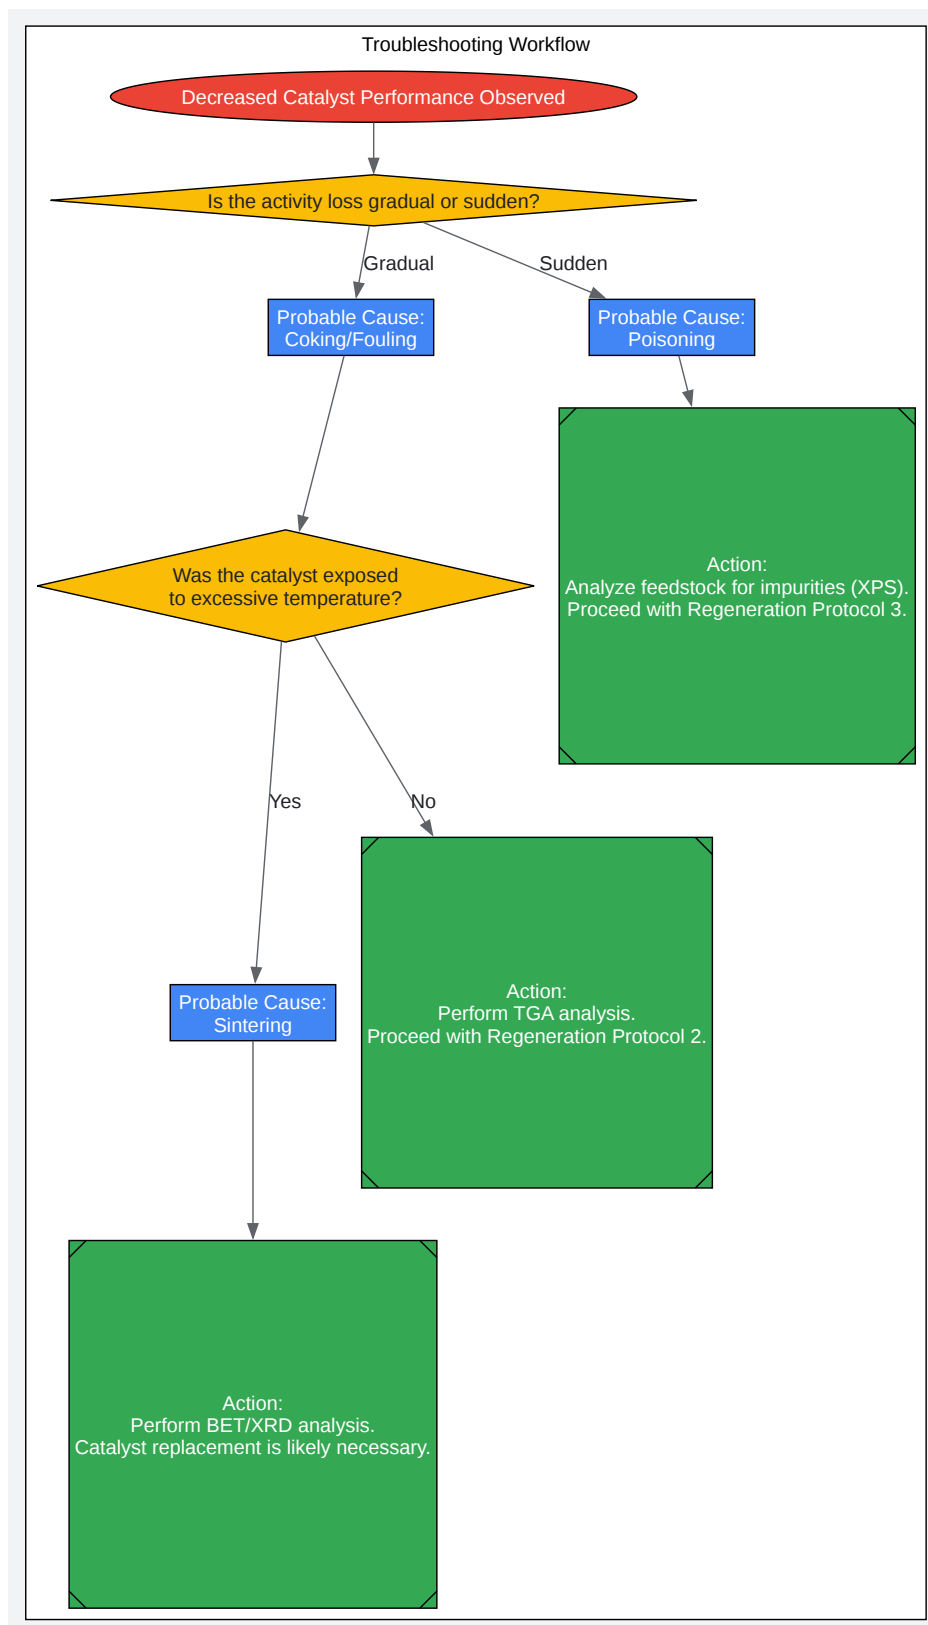 Troubleshooting Workflow
Decreased Catalyst Performance Observed
Is the activity loss gradual or sudden?
Gradual
Sudden
Probable Cause:
Coking/Fouling
Probable Cause:
Poisoning
Was the catalyst exposed
to excessive temperature?
Action:
Analyze feedstock for impurities (XPS).
Proceed with Regeneration Protocol 3.
Yes
No
Probable Cause:
Sintering
Action:
Perform TGA analysis.
Proceed with Regeneration Protocol 2.
Action:
Perform BET/XRD analysis.
Catalyst replacement is likely necessary.